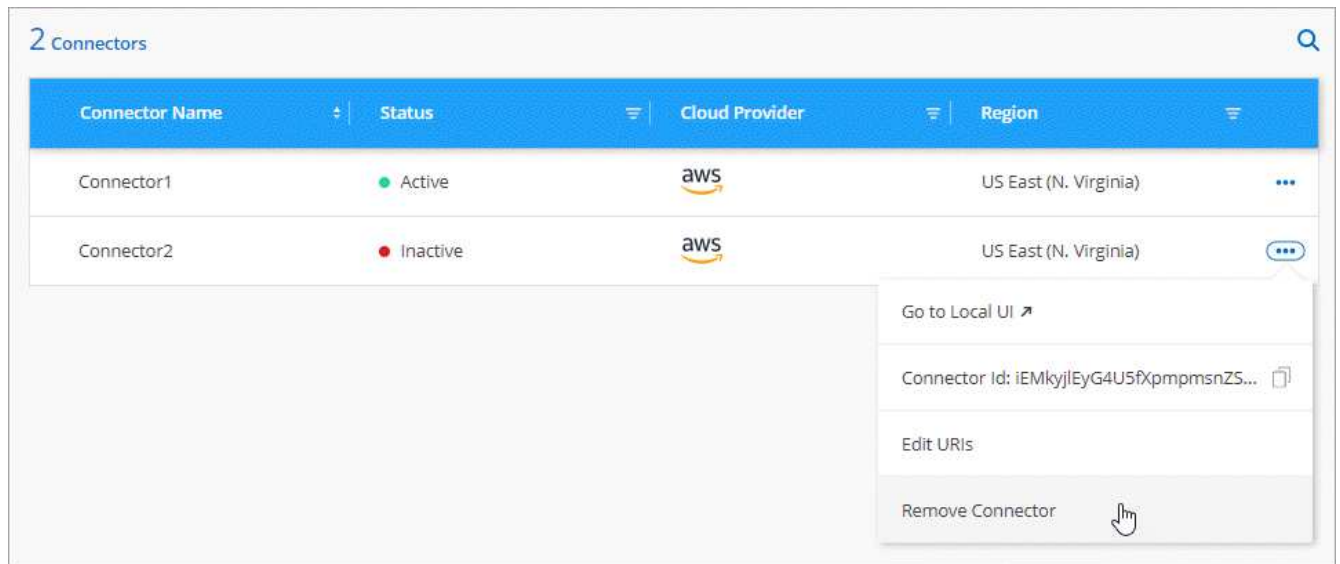 2 Connectors
Connector Name Status Cloud Provider Region
Connector1 Active aws US East (N. Virginia)
Connector2 Inactive aws US East (N. Virginia)
Go to Local UI
Connector Id: iEMkyjlEyG4U5fXpmpmsnZS...
Edit URIs
Remove Connector